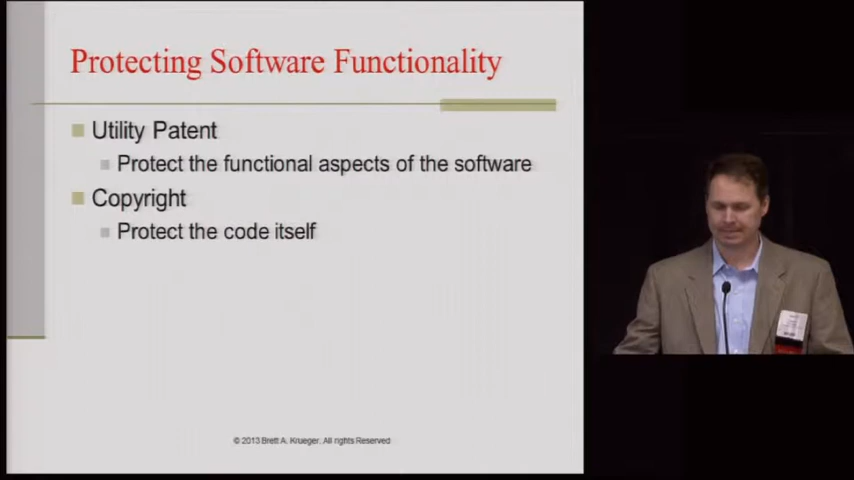 Protecting Software Functionality
Utility Patent
Protect the functional aspects of the software
Copyright
Protect the code itself
© 2013 Brett A. Krueger. All rights Reserved